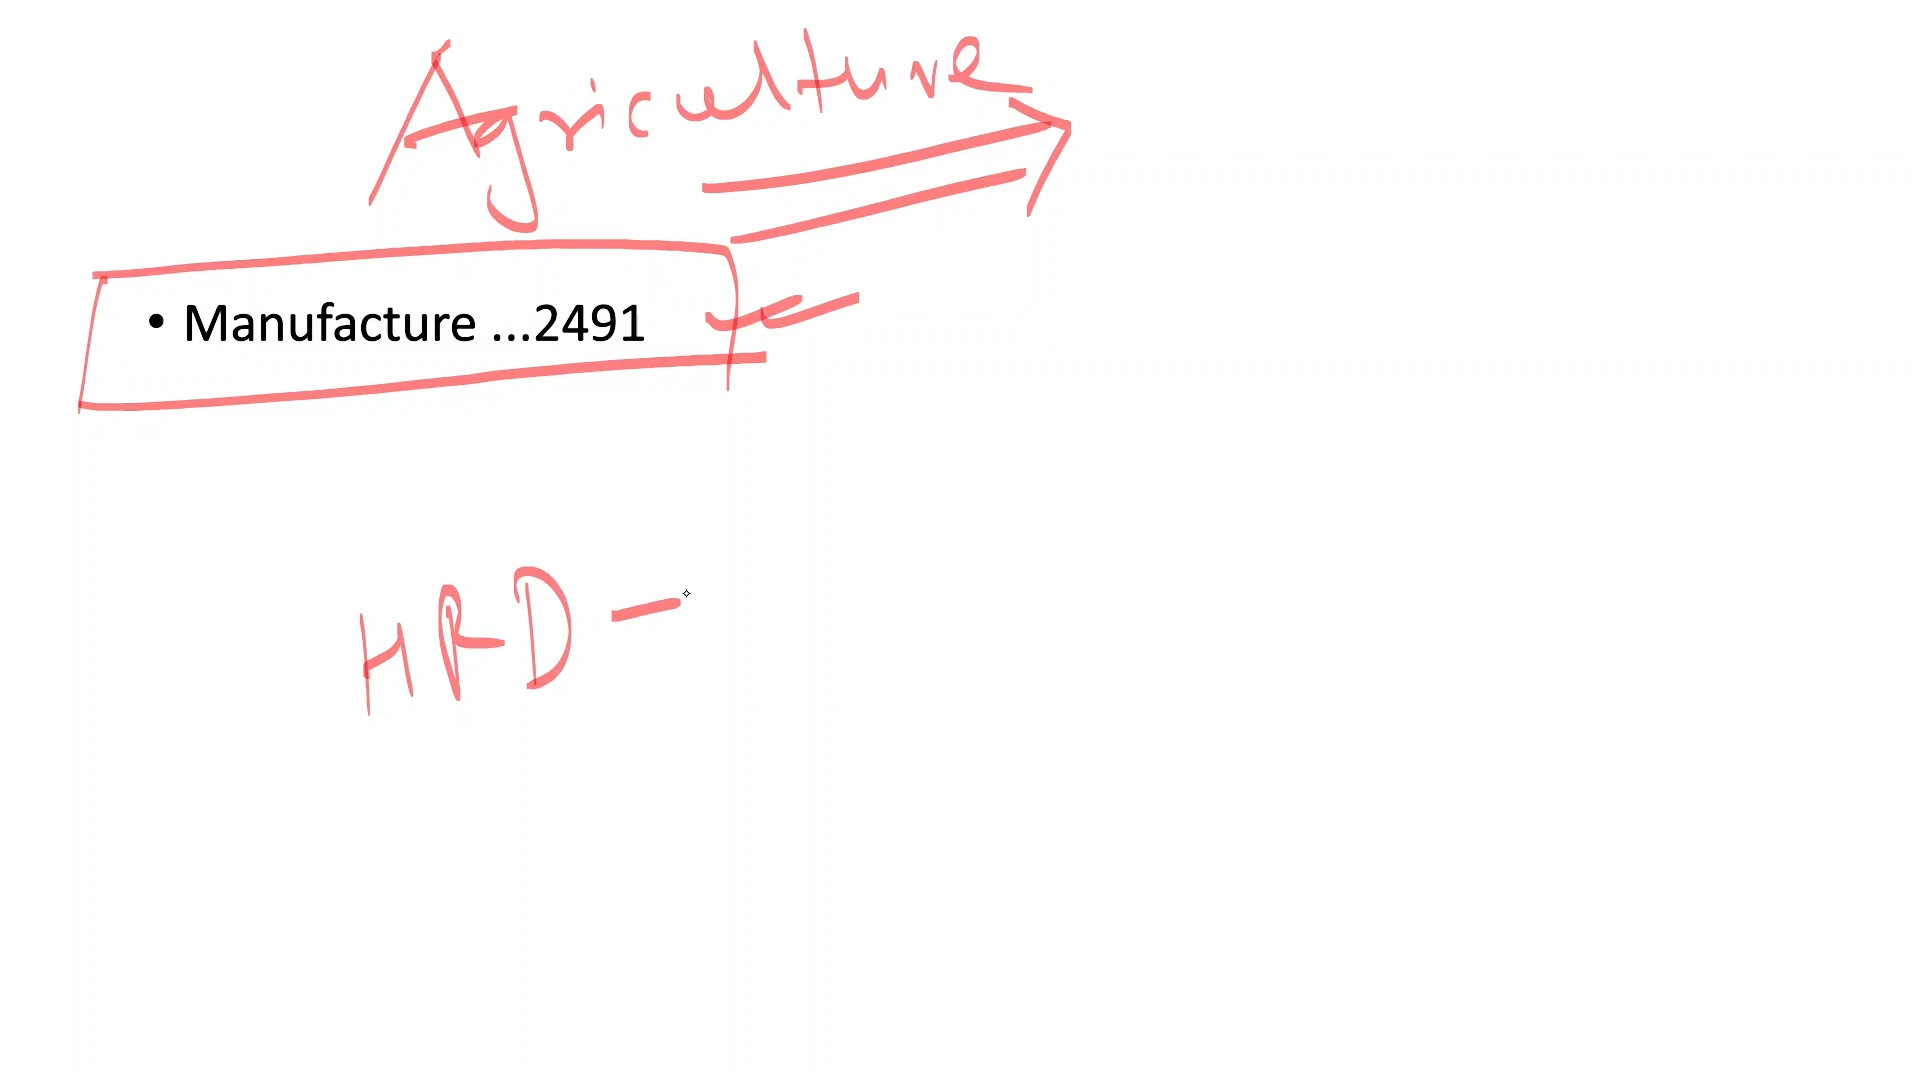 Agriculture
• Manufacture ...2491
HRD –